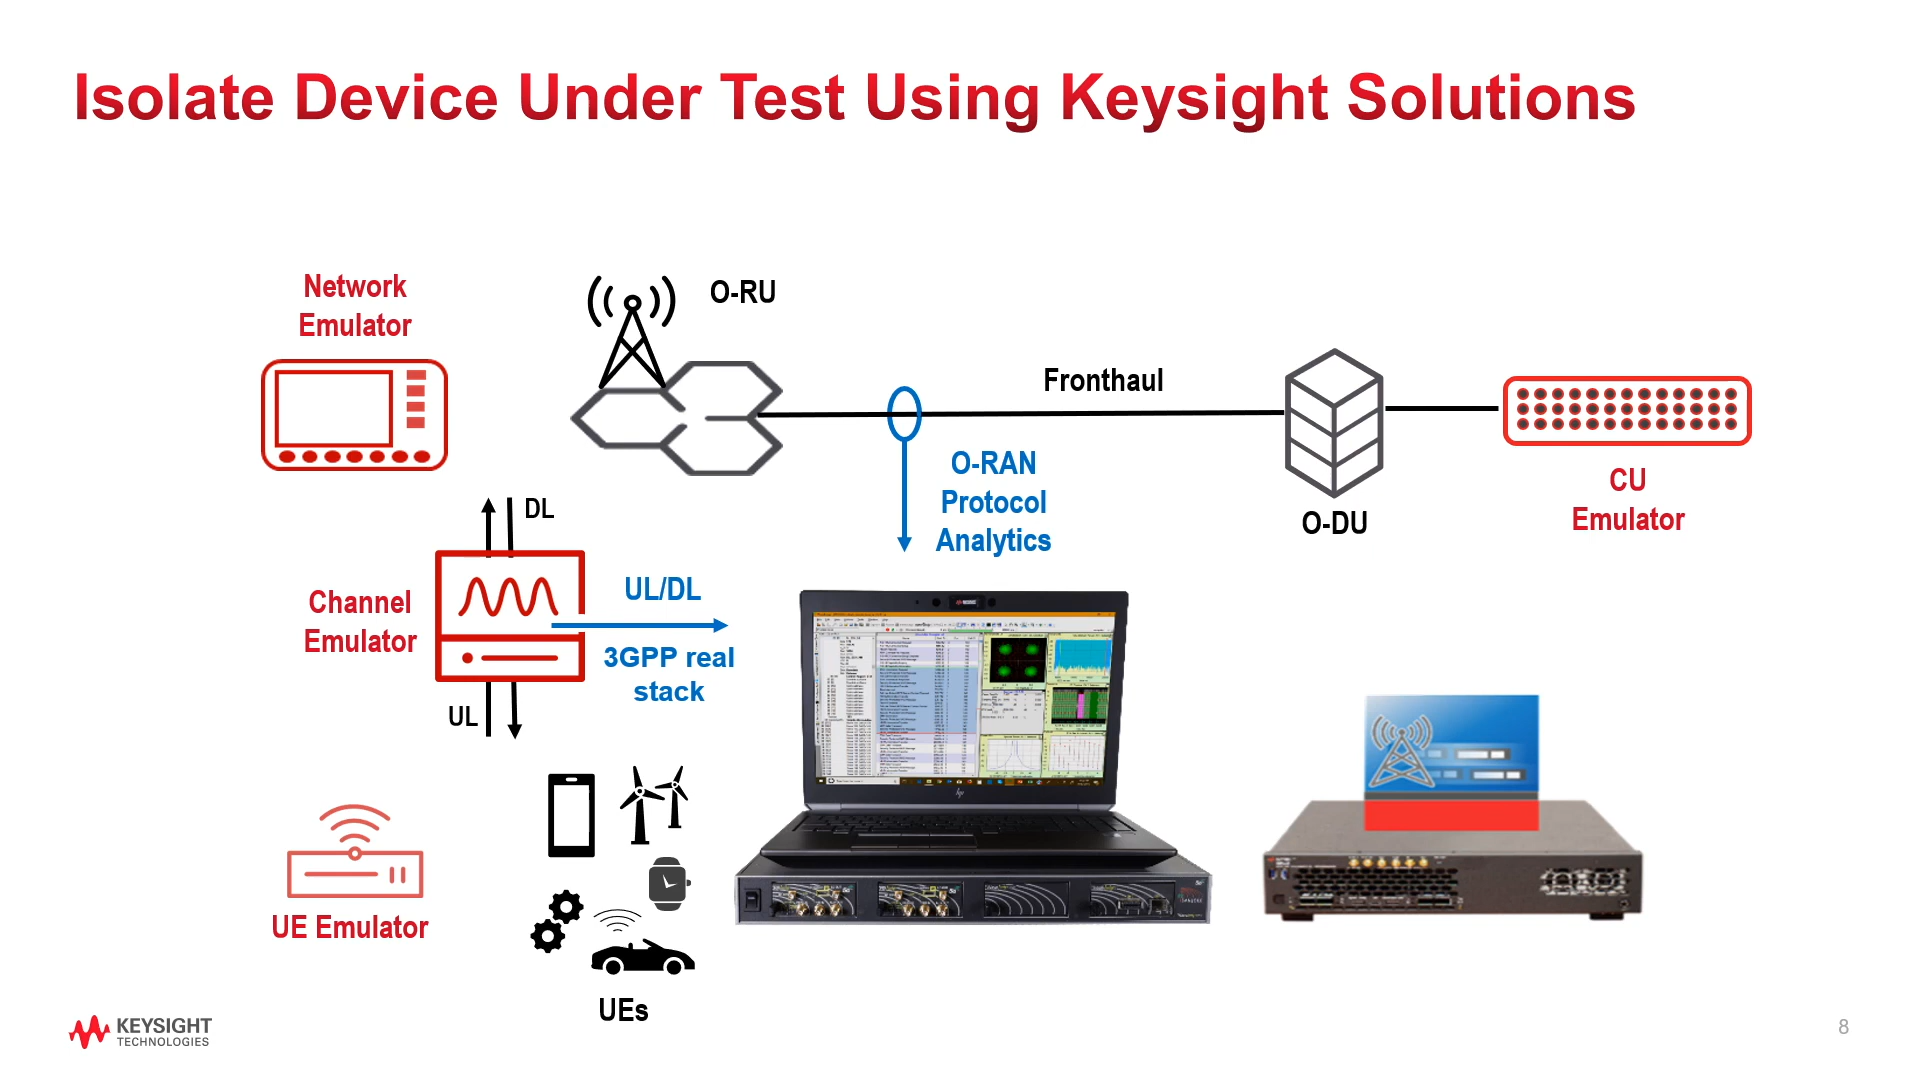 Isolate Device Under Test Using Keysight Solutions
Network
Emulator
O-RU
Fronthaul
O-RAN
Protocol
Analytics
O-DU
CU
Emulator
DL
Channel
Emulator
UL/DL
3GPP real
stack
UL
UE Emulator
UEs
KEYSIGHT
TECHNOLOGIES
8